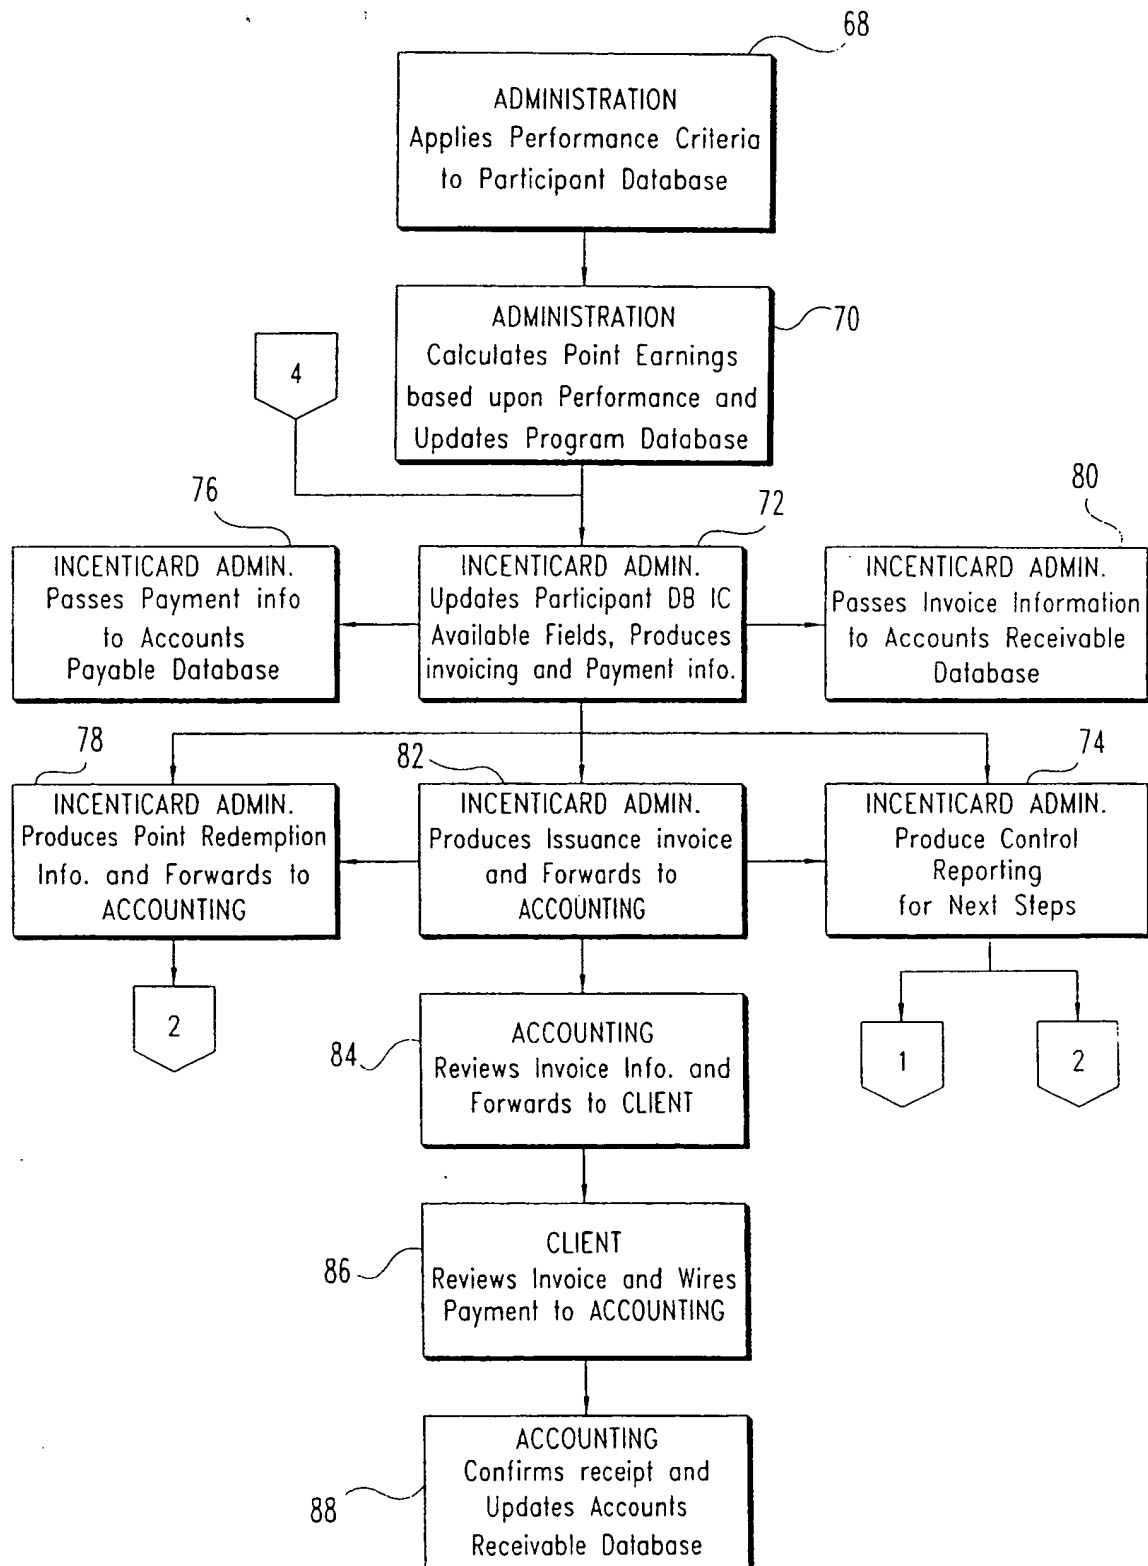 68
ADMINISTRATION
Applies Performance Criteria
to Participant Database
70
ADMINISTRATION
Calculates Point Earnings
based upon Performance and
Updates Program Database
4
76
INCENTICARD ADMIN.
Passes Payment info
to Accounts
Payable Database
72
INCENTICARD ADMIN.
Updates Participant DB IC
Available Fields, Produces
invoicing and Payment info.
80
INCENTICARD ADMIN.
Passes Invoice Information
to Accounts Receivable
Database
78
INCENTICARD ADMIN.
Produces Point Redemption
Info. and Forwards to
ACCOUNTING
82
INCENTICARD ADMIN.
Produces Issuance invoice
and Forwards to
ACCOUNTING
74
INCENTICARD ADMIN.
Produce Control
Reporting
for Next Steps
2
1
2
84
ACCOUNTING
Reviews Invoice Info. and
Forwards to CLIENT
86
CLIENT
Reviews Invoice and Wires
Payment to ACCOUNTING
88
ACCOUNTING
Confirms receipt and
Updates Accounts
Receivable Database